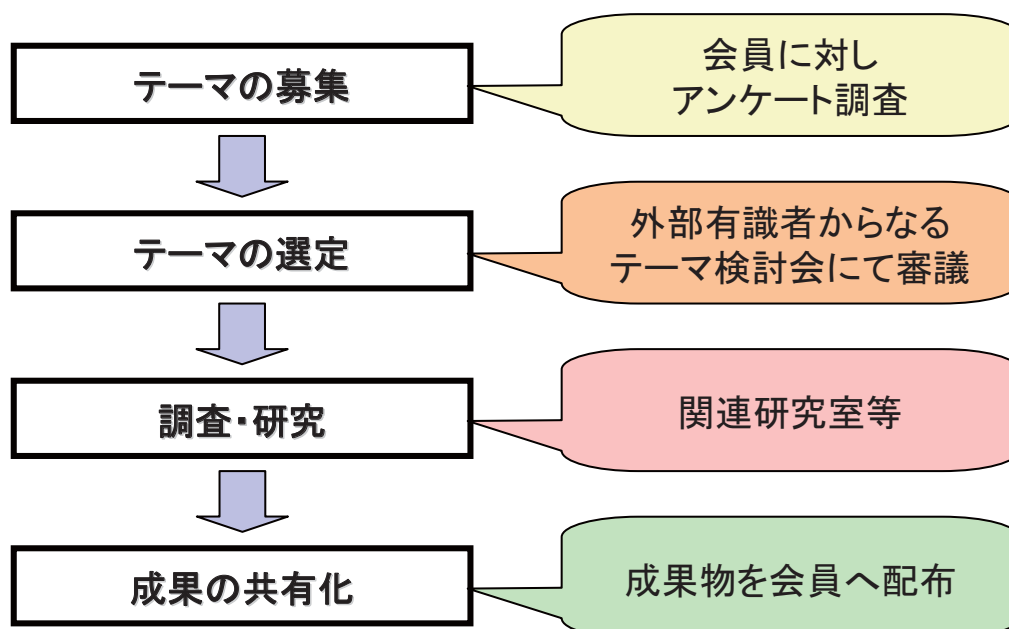 テーマの募集
会員に対し
アンケート調査
テーマの選定
外部有識者からなる
テーマ検討会にて審議
調査・研究
関連研究室等
成果の共有化
成果物を会員へ配布